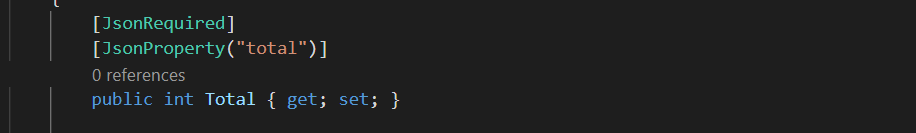 {
[JsonRequired]
[JsonProperty("total")]
0 references
public int Total { get; set; }